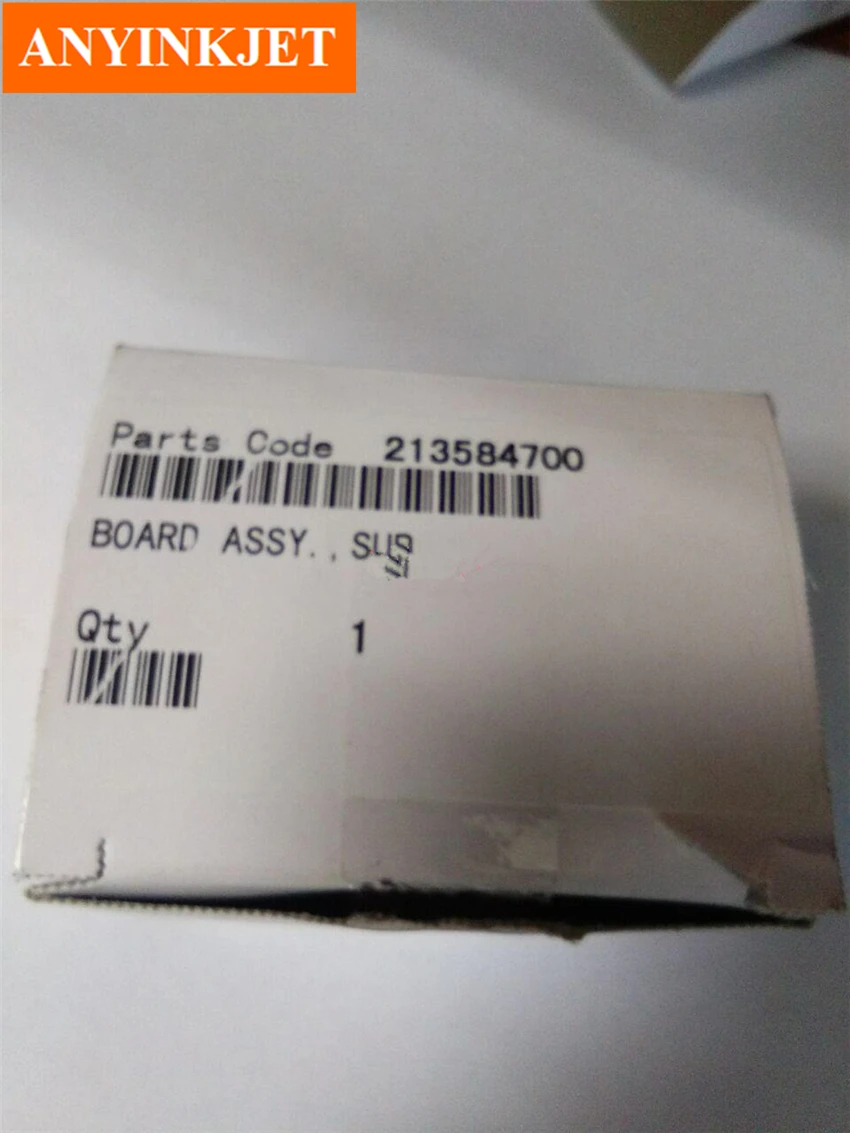 ANYINKJET
Parts Code 213584700
BOARD ASSY.,SUB
Qty 1